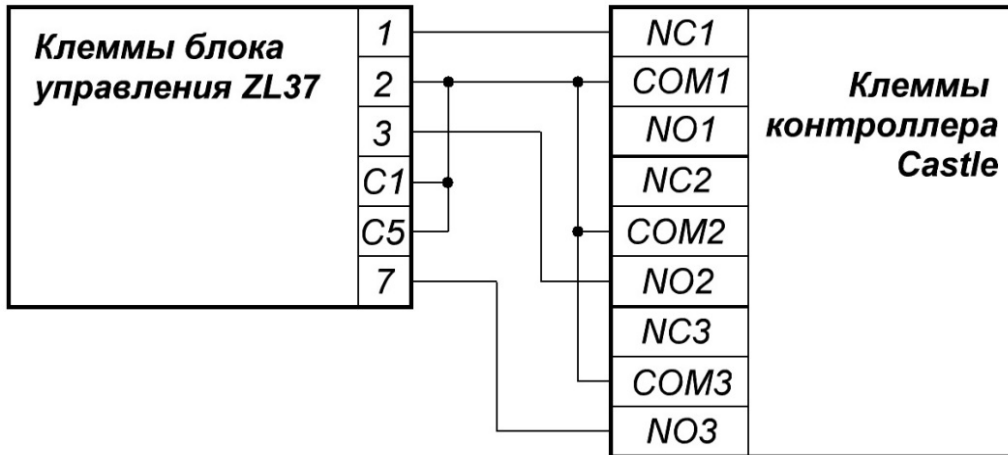 Клеммы блока
управления ZL37
1
2
3
C1
C5
7
NC1
COM1
NO1
NC2
COM2
NO2
NC3
COM3
NO3
Клеммы
контроллера
Castle